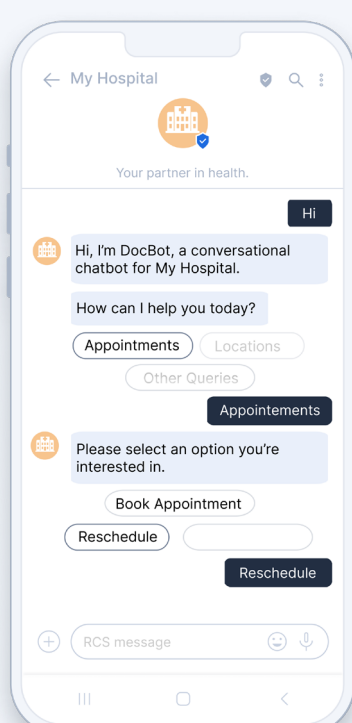 My Hospital
Your partner in health.
Hi
Hi, I'm DocBot, a conversational
chatbot for My Hospital.
How can I help you today?
Appointments
Locations
Other Queries
Appointements
Please select an option you're
interested in.
Book Appointment
Reschedule
Reschedule
RCS message